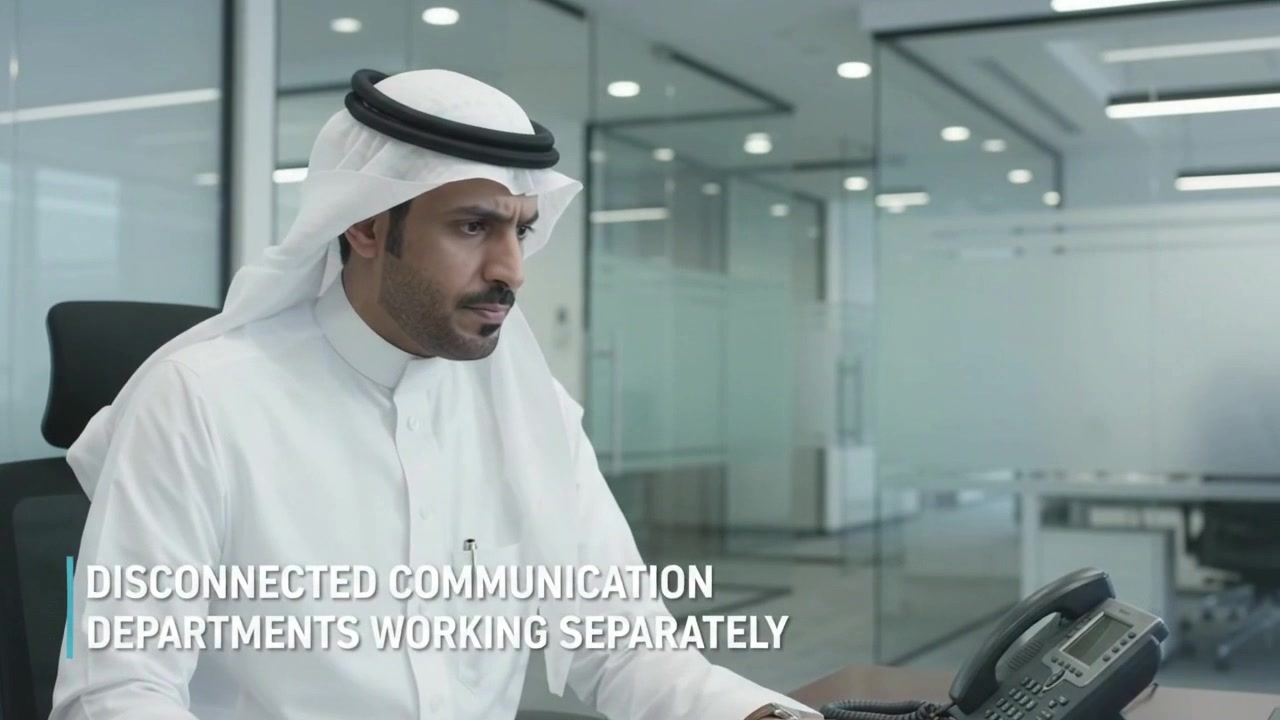 DISCONNECTED COMMUNICATION
DEPARTMENTS WORKING SEPARATELY